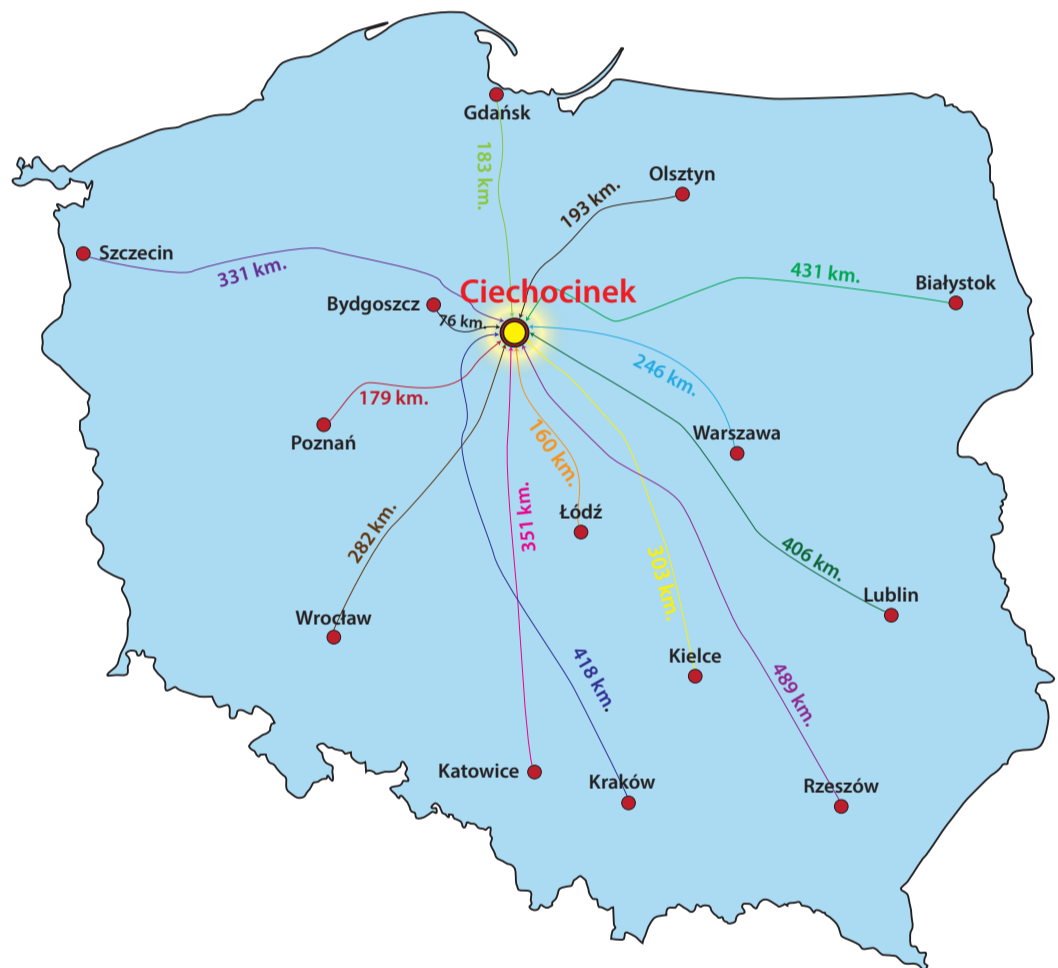 Gdańsk
183 km.
Olsztyn
193 km.
Szczecin
331 km.
431 km.
Białystok
Ciechocinek
Bydgoszcz
76 km.
246 km.
179 km.
Poznań
Warszawa
160 km.
Łódź
351 km.
282 km.
303 km.
406 km.
Lublin
Wrocław
Kielce
418 km.
489 km.
Katowice
Kraków
Rzeszów